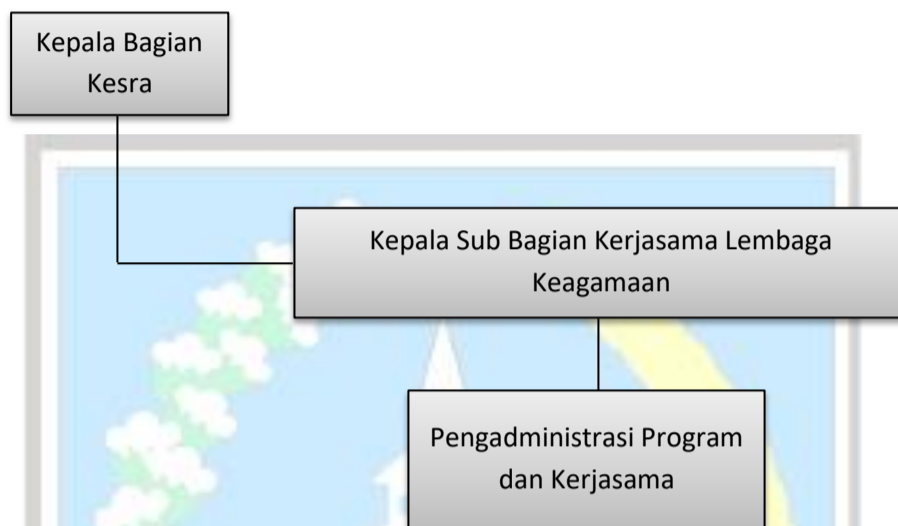 Kepala Bagian
Kesra
Kepala Sub Bagian Kerjasama Lembaga
Keagamaan
Pengadministrasi Program
dan Kerjasama